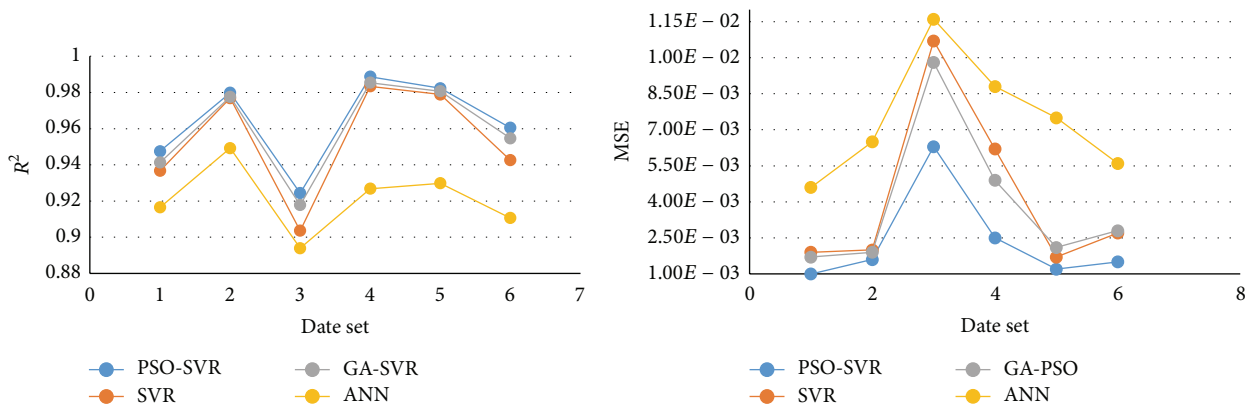 1
0.98
0.96
0.94
0.92
0.9
0.88
R²
0 1 2 3 4 5 6 7
Date set
PSO-SVR GA-SVR
SVR ANN
1.15E − 02
1.00E − 02
8.50E − 03
7.00E − 03
5.50E − 03
4.00E − 03
2.50E − 03
1.00E − 03
MSE
0 2 4 6 8
Date set
PSO-SVR GA-PSO
SVR ANN